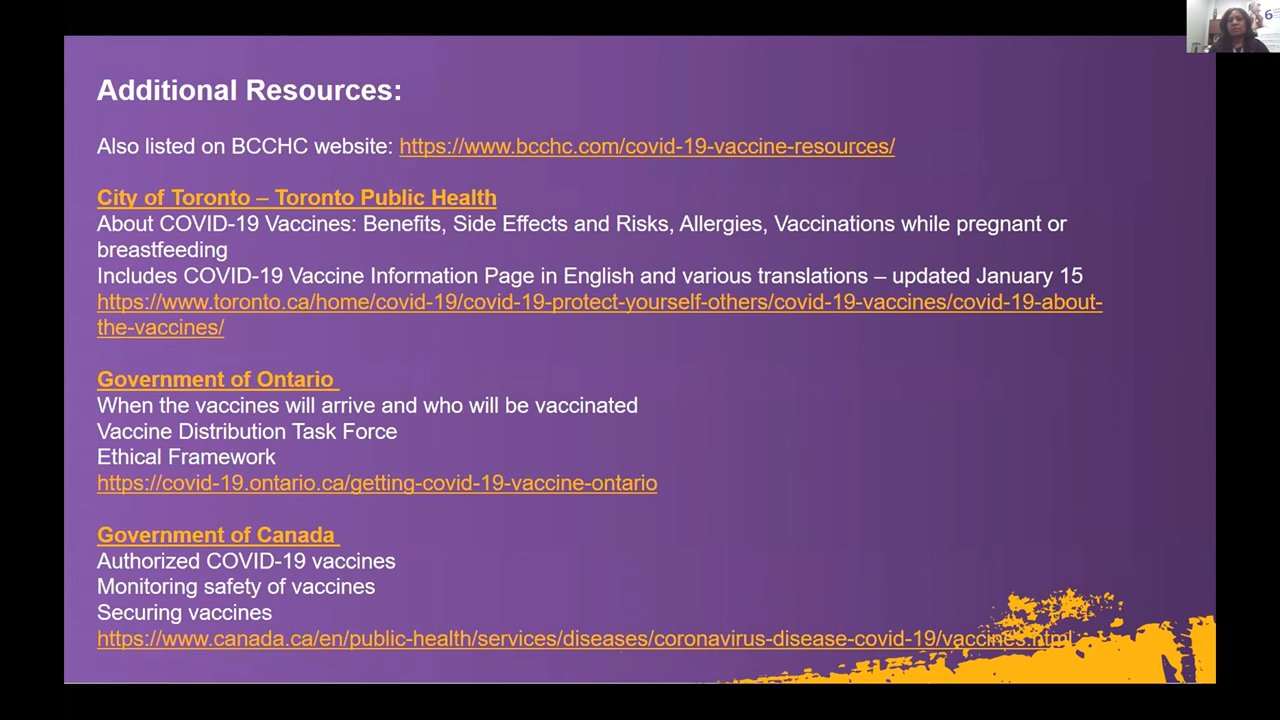 Additional Resources:
Also listed on BCCHC website: https://www.bcchc.com/covid-19-vaccine-resources/
City of Toronto – Toronto Public Health
About COVID-19 Vaccines: Benefits, Side Effects and Risks, Allergies, Vaccinations while pregnant or
breastfeeding
Includes COVID-19 Vaccine Information Page in English and various translations – updated January 15
https://www.toronto.ca/home/covid-19/covid-19-protect-yourself-others/covid-19-vaccines/covid-19-about-
the-vaccines/
Government of Ontario
When the vaccines will arrive and who will be vaccinated
Vaccine Distribution Task Force
Ethical Framework
https://covid-19.ontario.ca/getting-covid-19-vaccine-ontario
Government of Canada
Authorized COVID-19 vaccines
Monitoring safety of vaccines
Securing vaccines
https://www.canada.ca/en/public-health/services/diseases/coronavirus-disease-covid-19/vaccines.html
6